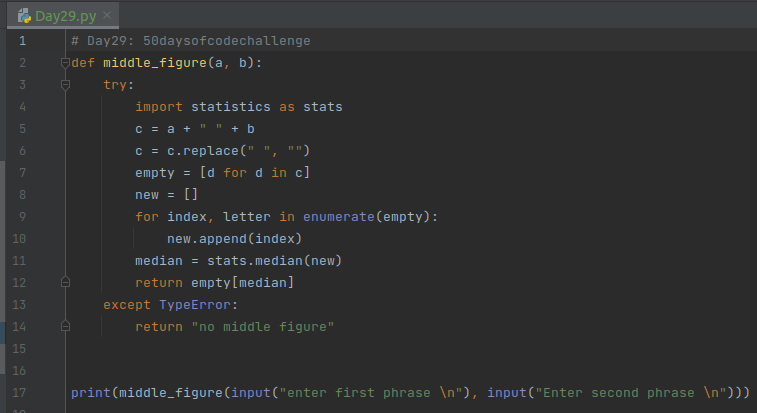 Day29.py
1 # Day29: 50daysofcodechallenge
2 def middle_figure(a, b):
3     try:
4         import statistics as stats
5         c = a + " " + b
6         c = c.replace(" ", "")
7         empty = [d for d in c]
8         new = []
9         for index, letter in enumerate(empty):
10             new.append(index)
11         median = stats.median(new)
12         return empty[median]
13     except TypeError:
14         return "no middle figure"
15
16
17 print(middle_figure(input("enter first phrase \n"), input("Enter second phrase \n")))